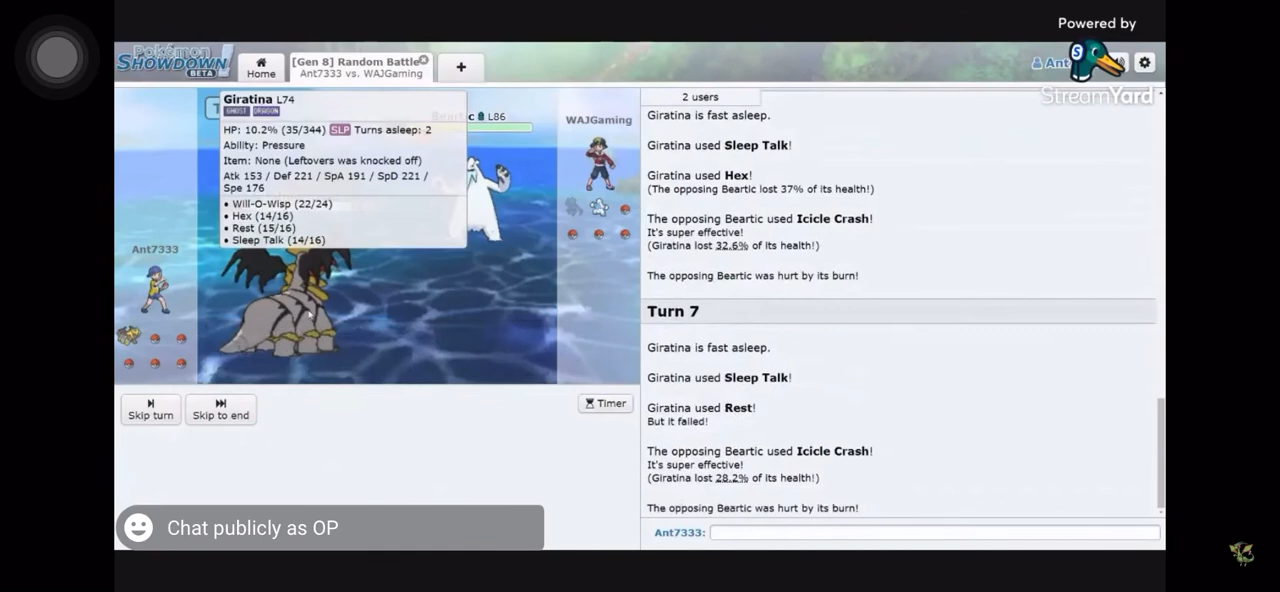 Powered by
StreamYard
Pokémon
SHOWDOWN!
BETA
Home
[Gen 8] Random Battle
Ant7333 vs. WAJGaming
+
Ant
S
Giratina L74
GHOST DRAGON
HP: 10.2% (35/344) SLP Turns asleep: 2
Ability: Pressure
Item: None (Leftovers was knocked off)
Atk 153 / Def 221 / SpA 191 / SpD 221 /
Spe 176
• Will-O-Wisp (22/24)
• Hex (14/16)
• Rest (15/16)
• Sleep Talk (14/16)
L86
WAJGaming
Ant7333
Skip turn
Skip to end
Timer
Chat publicly as OP
2 users
Giratina is fast asleep.
Giratina used Sleep Talk!
Giratina used Hex!
(The opposing Beartic lost 37% of its health!)
The opposing Beartic used Icicle Crash!
It's super effective!
(Giratina lost 32.6% of its health!)
The opposing Beartic was hurt by its burn!
Turn 7
Giratina is fast asleep.
Giratina used Sleep Talk!
Giratina used Rest!
But it failed!
The opposing Beartic used Icicle Crash!
It's super effective!
(Giratina lost 28.2% of its health!)
The opposing Beartic was hurt by its burn!
Ant7333: